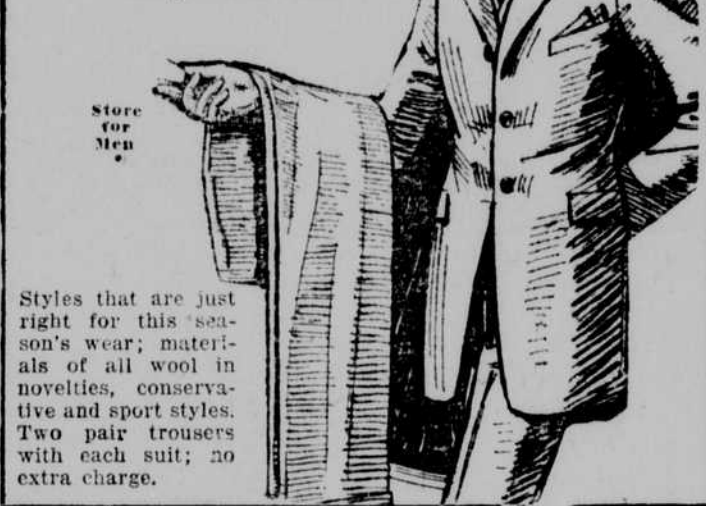 Store
for
Men
Styles that are just
right for this sea-
son's wear; materi-
als of all wool in
novelties, conserva-
tive and sport styles.
Two pair trousers
with each suit; no
extra charge.